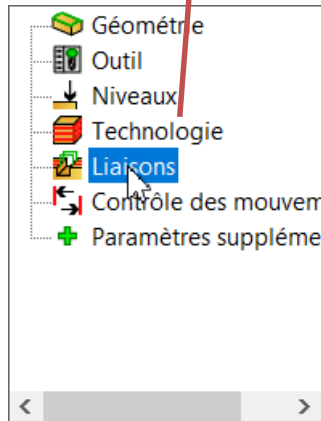 Géométrie
Outil
Niveaux
Technologie
Liaisons
Contrôle des mouvem
Paramètres suppléme